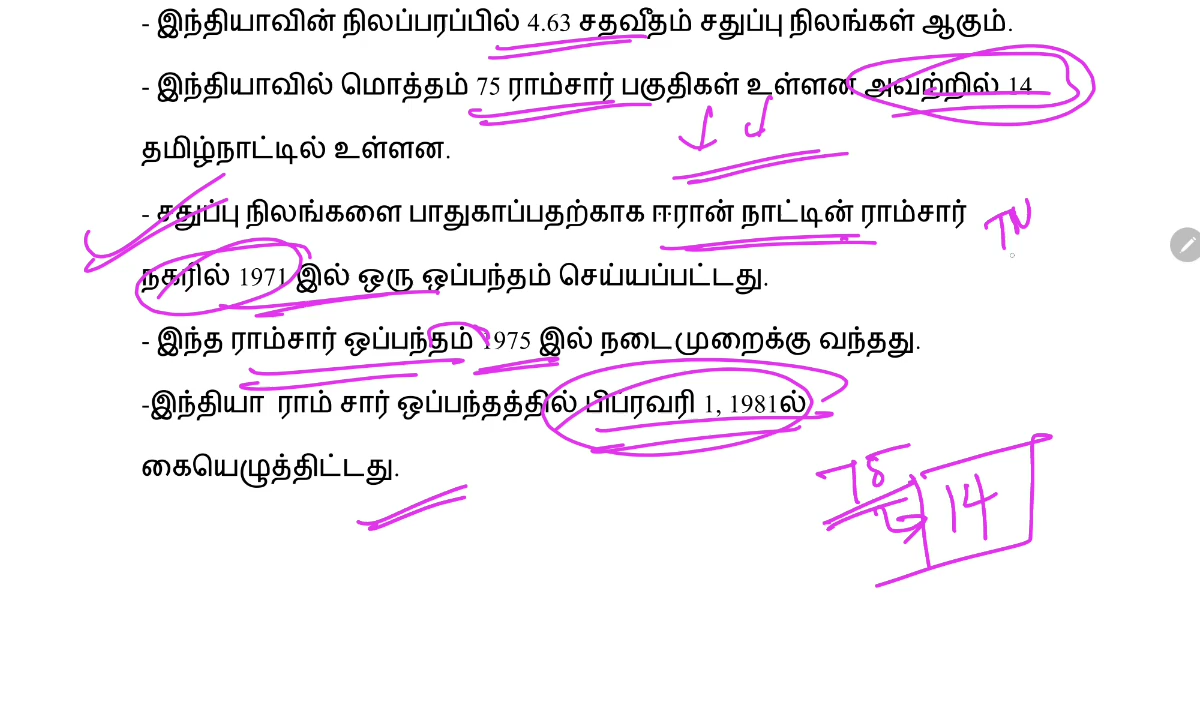 - இந்தியாவின் நிலப்பரப்பில் 4.63 சதவீதம் சதுப்பு நிலங்கள் ஆகும்.
- இந்தியாவில் மொத்தம் 75 ராம்சார் பகுதிகள் உள்ளன அவற்றில் 14
தமிழ்நாட்டில் உள்ளன.
- சதுப்பு நிலங்களை பாதுகாப்பதற்காக ஈரான் நாட்டின் ராம்சார்
TN
நகரில் 1971 இல் ஒரு ஒப்பந்தம் செய்யப்பட்டது.
- இந்த ராம்சார் ஒப்பந்தம் 1975 இல் நடைமுறைக்கு வந்தது.
-இந்தியா ராம் சார் ஒப்பந்தத்தில் பிபரவரி 1, 1981ல்
கையெழுத்திட்டது.
75
14